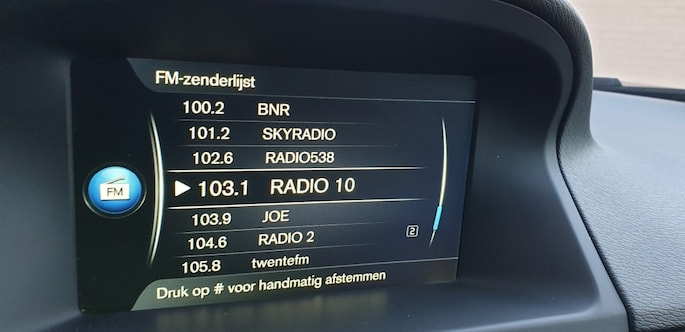 FM-zenderlijst
100.2 BNR
101.2 SKYRADIO
102.6 RADIO538
FM
103.1 RADIO 10
103.9 JOE
104.6 RADIO 2 2
105.8 twentefm
Druk op # voor handmatig afstemmen